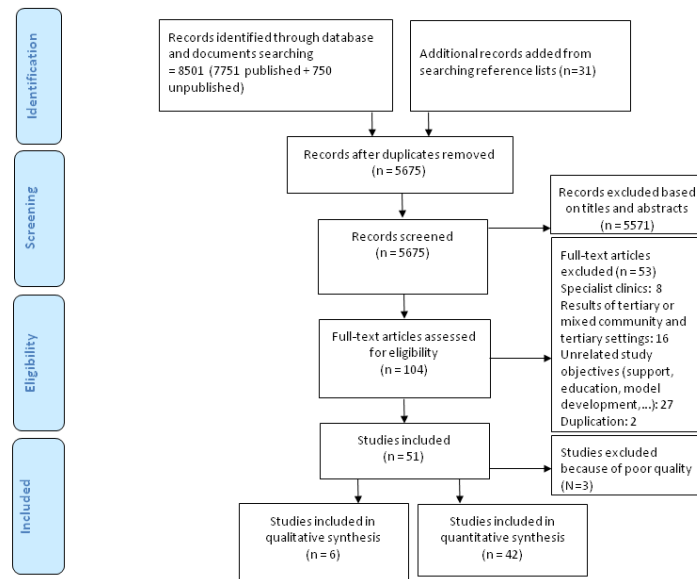 Identification
Records identified through database
and documents searching
= 8501 (7751 published + 750
unpublished)
Additional records added from
searching reference lists (n=31)
Records after duplicates removed
(n = 5675)
Screening
Records screened
(n = 5675)
Records excluded based
on titles and abstracts
(n = 5571)
Eligibility
Full-text articles assessed
for eligibility
(n = 104)
Full-text articles
excluded (n = 53)
Specialist clinics: 8
Results of tertiary or
mixed community and
tertiary settings: 16
Unrelated study
objectives (support,
education, model
development,...): 27
Duplication: 2
Included
Studies included
(n = 51)
Studies excluded
because of poor quality
(N=3)
Studies included in
qualitative synthesis
(n = 6)
Studies included in
quantitative synthesis
(n = 42)